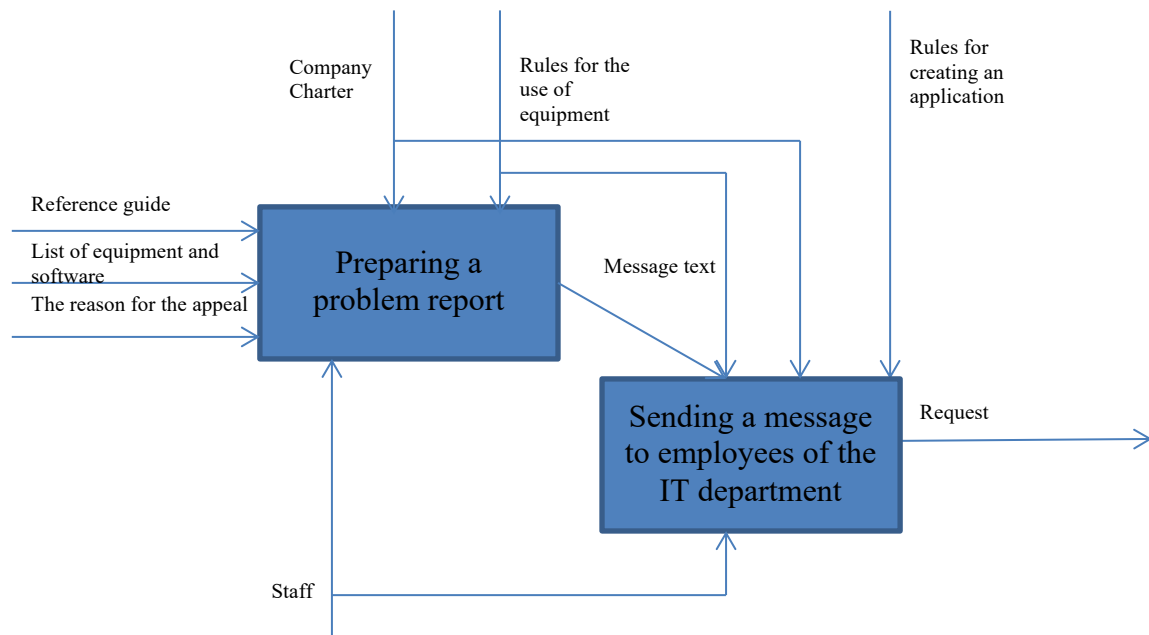 Company
Charter
Rules for the
use of
equipment
Rules for
creating an
application
Reference guide
List of equipment and
software
The reason for the appeal
Preparing a
problem report
Message text
Sending a message
to employees of the
IT department
Request
Staff